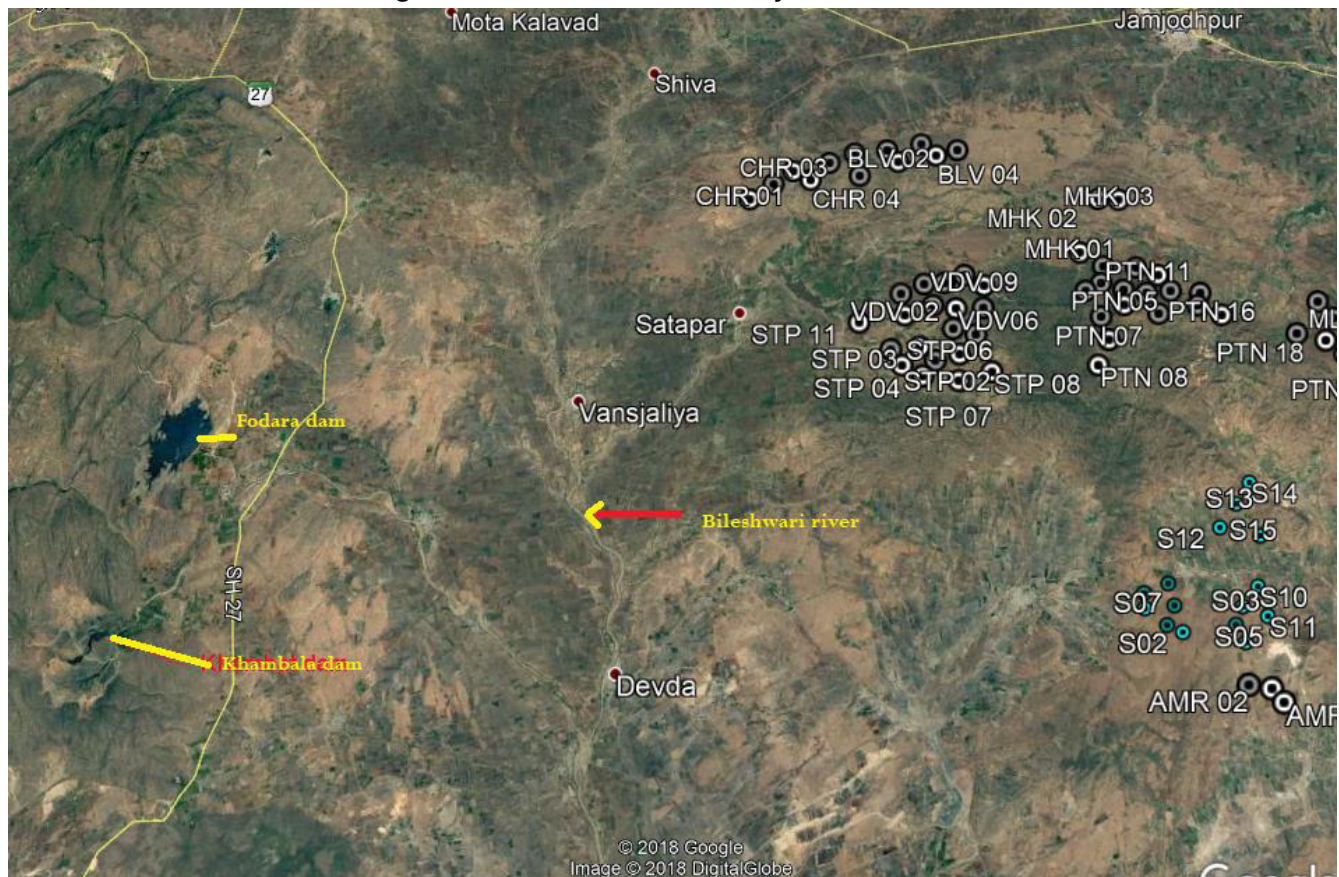 Mota Kalavad
Jamjodhpur
27
Shiva
CHR 03
BLV 02
BLV 04
CHR 01
CHR 04
MHK 03
MHK 02
MHK 01
PTN 11
VDV 09
PTN 05
PTN 16
Satapar
STP 11
VDV 02
VDV06
PTN 07
PTN 18
STP 03
STP 06
STP 04
STP 02
STP 08
PTN 08
PTN
STP 07
Vansjaliya
Fodara dam
S13
S14
Bileshwari river
S12
S15
SH 27
S07
S03
S10
S02
S05
S11
Khambala dam
Devda
AMR 02
AMR
© 2018 Google
Image © 2018 DigitalGlobe